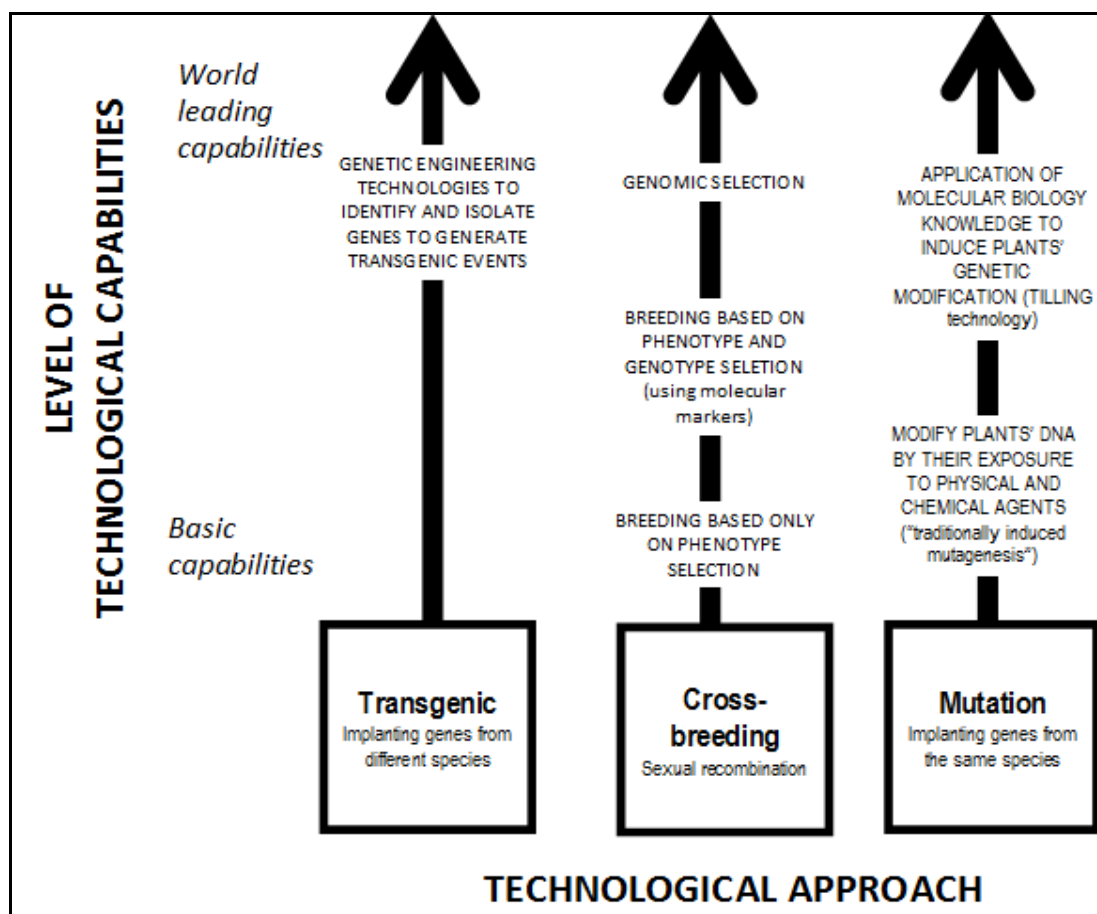 LEVEL OF
TECHNOLOGICAL CAPABILITIES
World
leading
capabilities
Basic
capabilities
GENETIC ENGINEERING
TECHNOLOGIES TO
IDENTIFY AND ISOLATE
GENES TO GENERATE
TRANSGENIC EVENTS
Transgenic
Implanting genes from
different species
GENOMIC SELECTION
BREEDING BASED ON
PHENOTYPE AND
GENOTYPE SELETION
(using molecular
markers)
BREEDING BASED ONLY
ON PHENOTYPE
SELECTION
Cross-
breeding
Sexual recombination
APPLICATION OF
MOLECULAR BIOLOGY
KNOWLEDGE TO
INDUCE PLANTS'
GENETIC
MODIFICATION (TILLING
technology)
MODIFY PLANTS' DNA
BY THEIR EXPOSURE
TO PHYSICAL AND
CHEMICAL AGENTS
("traditionally induced
mutagenesis")
Mutation
Implanting genes from
the same species
TECHNOLOGICAL APPROACH